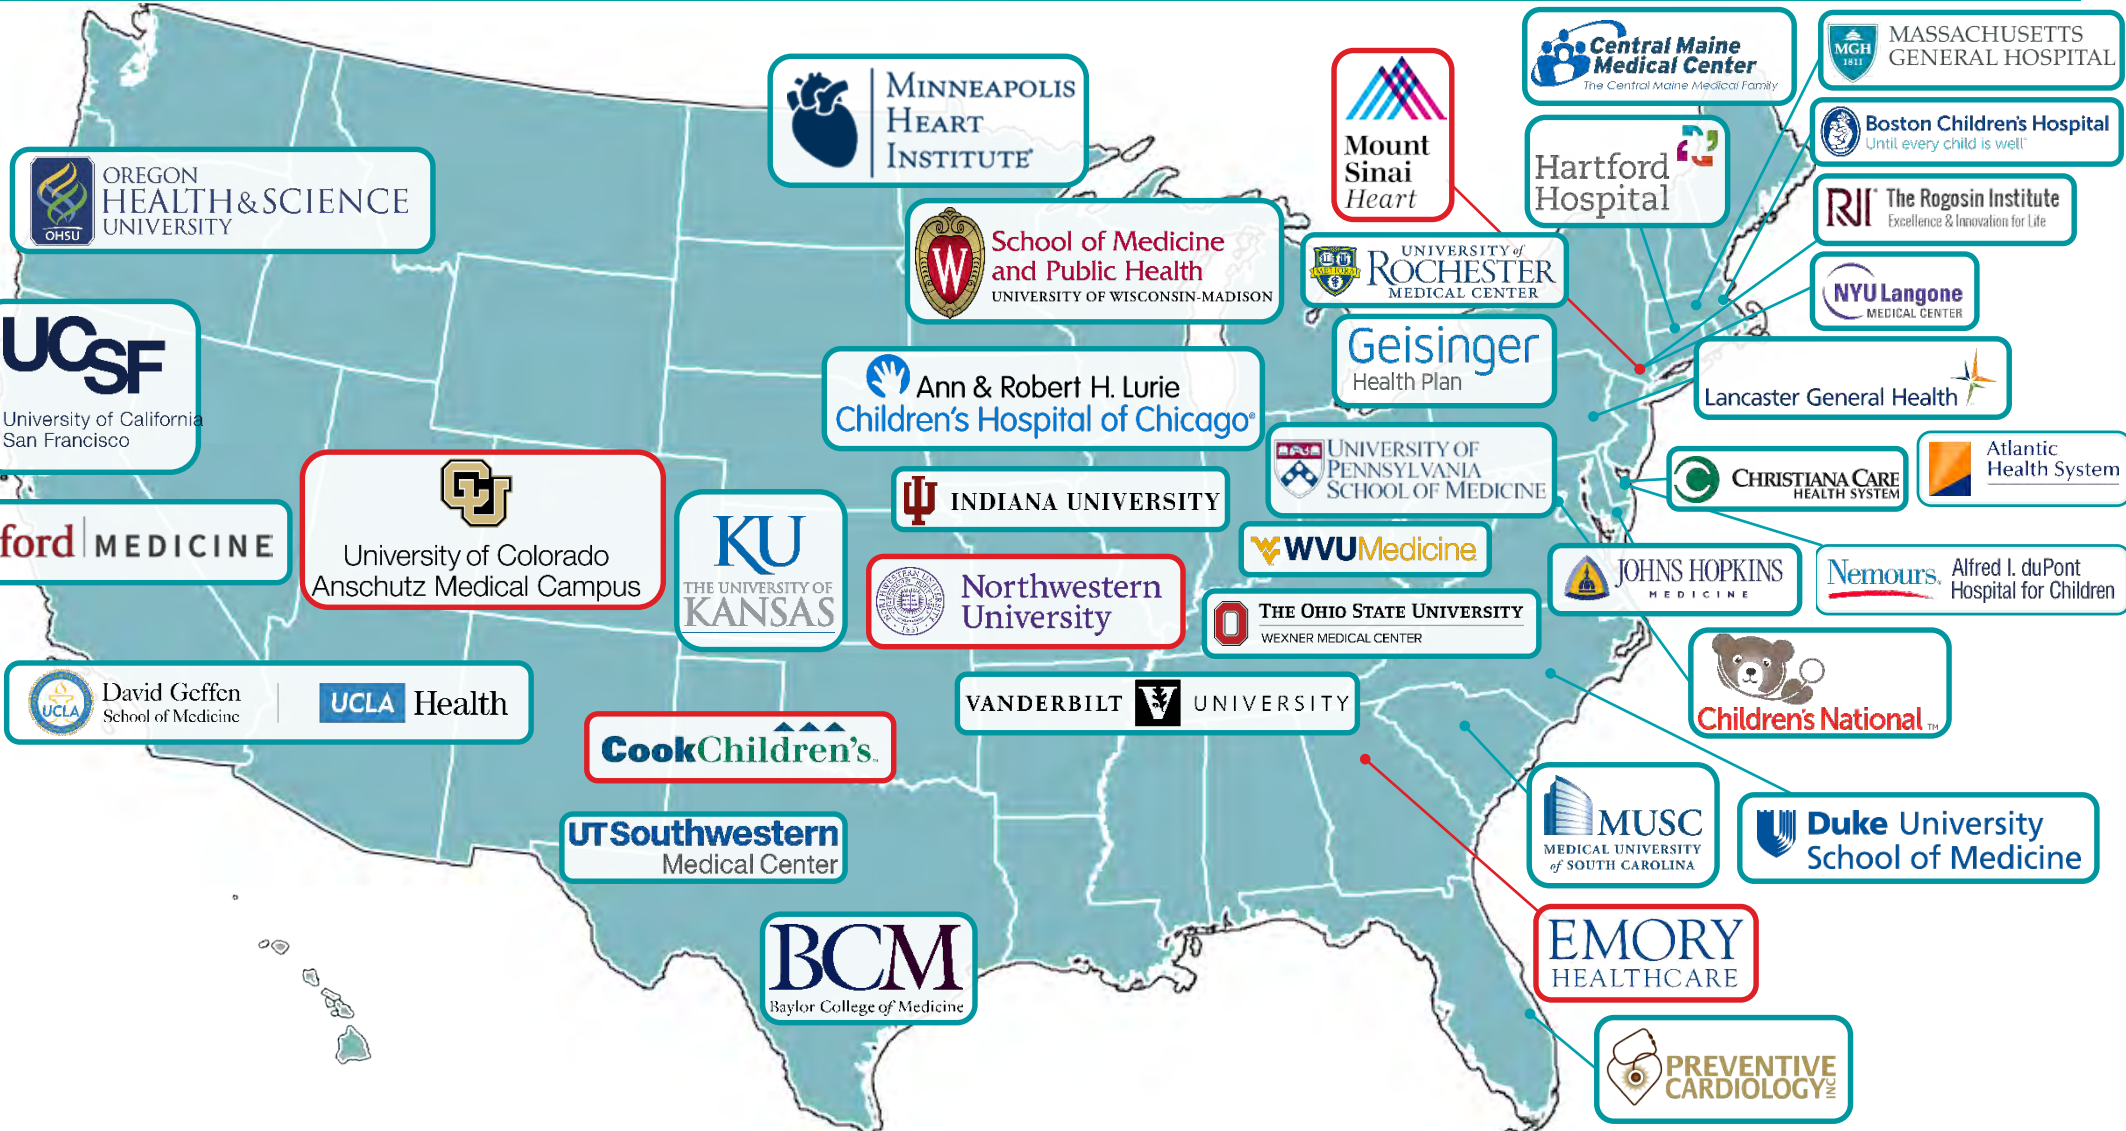 Central Maine
Medical Center
The Central Maine Medical Family
MGH
1811
MASSACHUSETTS
GENERAL HOSPITAL
MINNEAPOLIS
HEART
INSTITUTE
Mount
Sinai
Heart
Hartford
Hospital
Boston Children's Hospital
Until every child is well
OHSU
OREGON
HEALTH & SCIENCE
UNIVERSITY
RI
The Rogosin Institute
Excellence & Innovation for Life
W
School of Medicine
and Public Health
UNIVERSITY OF WISCONSIN-MADISON
MELIORA
UNIVERSITY of
ROCHESTER
MEDICAL CENTER
NYU Langone
MEDICAL CENTER
UCSF
University of California
San Francisco
Geisinger
Health Plan
Ann & Robert H. Lurie
Children's Hospital of Chicago®
Lancaster General Health
UNIVERSITY OF
PENNSYLVANIA
SCHOOL OF MEDICINE
CHRISTIANA CARE
HEALTH SYSTEM
Atlantic
Health System
ford | MEDICINE
CU
University of Colorado
Anschutz Medical Campus
KU
THE UNIVERSITY OF
KANSAS
INDIANA UNIVERSITY
WVUMedicine
Northwestern
University
JOHNS HOPKINS
MEDICINE
Nemours.
Alfred I. duPont
Hospital for Children
THE OHIO STATE UNIVERSITY
WEXNER MEDICAL CENTER
UCLA
David Geffen
School of Medicine
UCLA Health
VANDERBILT V UNIVERSITY
Children's National ™
CookChildren's
UTSouthwestern
Medical Center
MUSC
MEDICAL UNIVERSITY
of SOUTH CAROLINA
Duke University
School of Medicine
BCM
Baylor College of Medicine
EMORY
HEALTHCARE
PREVENTIVE
CARDIOLOGY INC